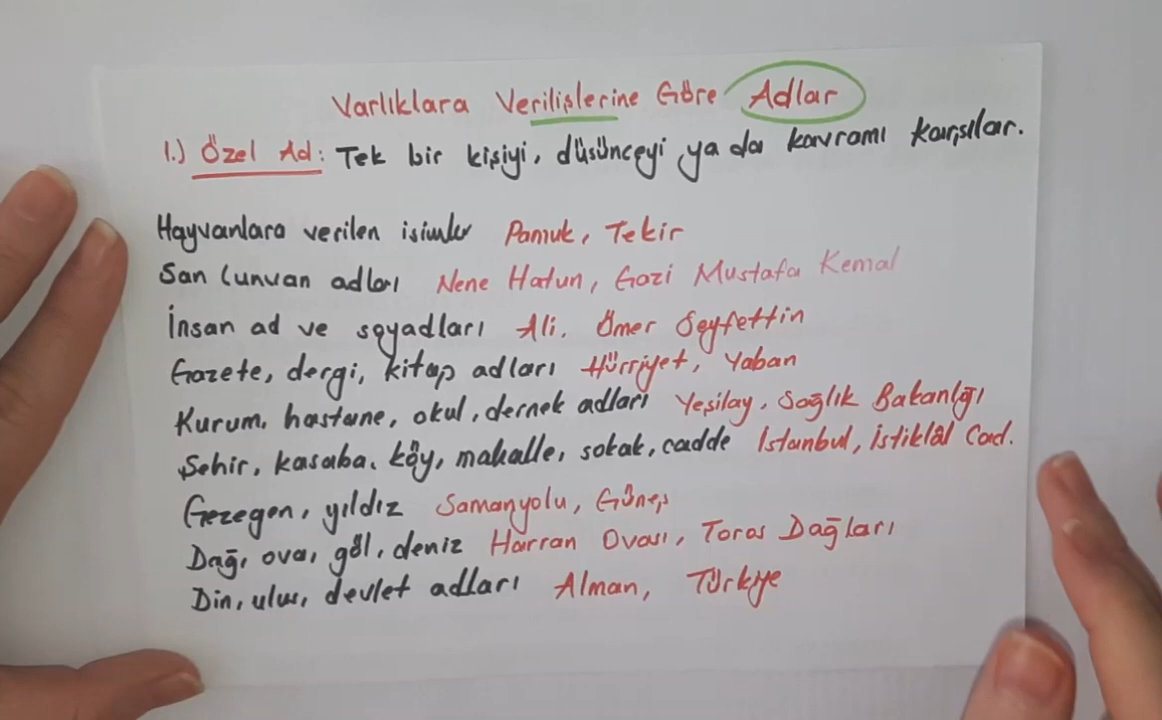 Varlıklara Verilişlerine Göre Adlar
1.) Özel Ad: Tek bir kişiyi, düşünceyi ya da kavramı karşılar.
Hayvanlara verilen isimler Pamuk, Tekir
San (unvan adları Nene Hatun, Gazi Mustafa Kemal
İnsan ad ve soyadları Ali, Ömer Seyfettin
Gazete, dergi, kitap adları Hürriyet, Yaban
Kurum, hastane, okul, dernek adları Yeşilay, Sağlık Bakanlığı
Şehir, kasaba, köy, mahalle, sokak, cadde İstanbul, İstiklâl Cad.
Gezegen, yıldız Samanyolu, Güneş
Dağ, ova, göl, deniz Harran Ovası, Toros Dağları
Din, ulus, devlet adları Alman, Türkiye